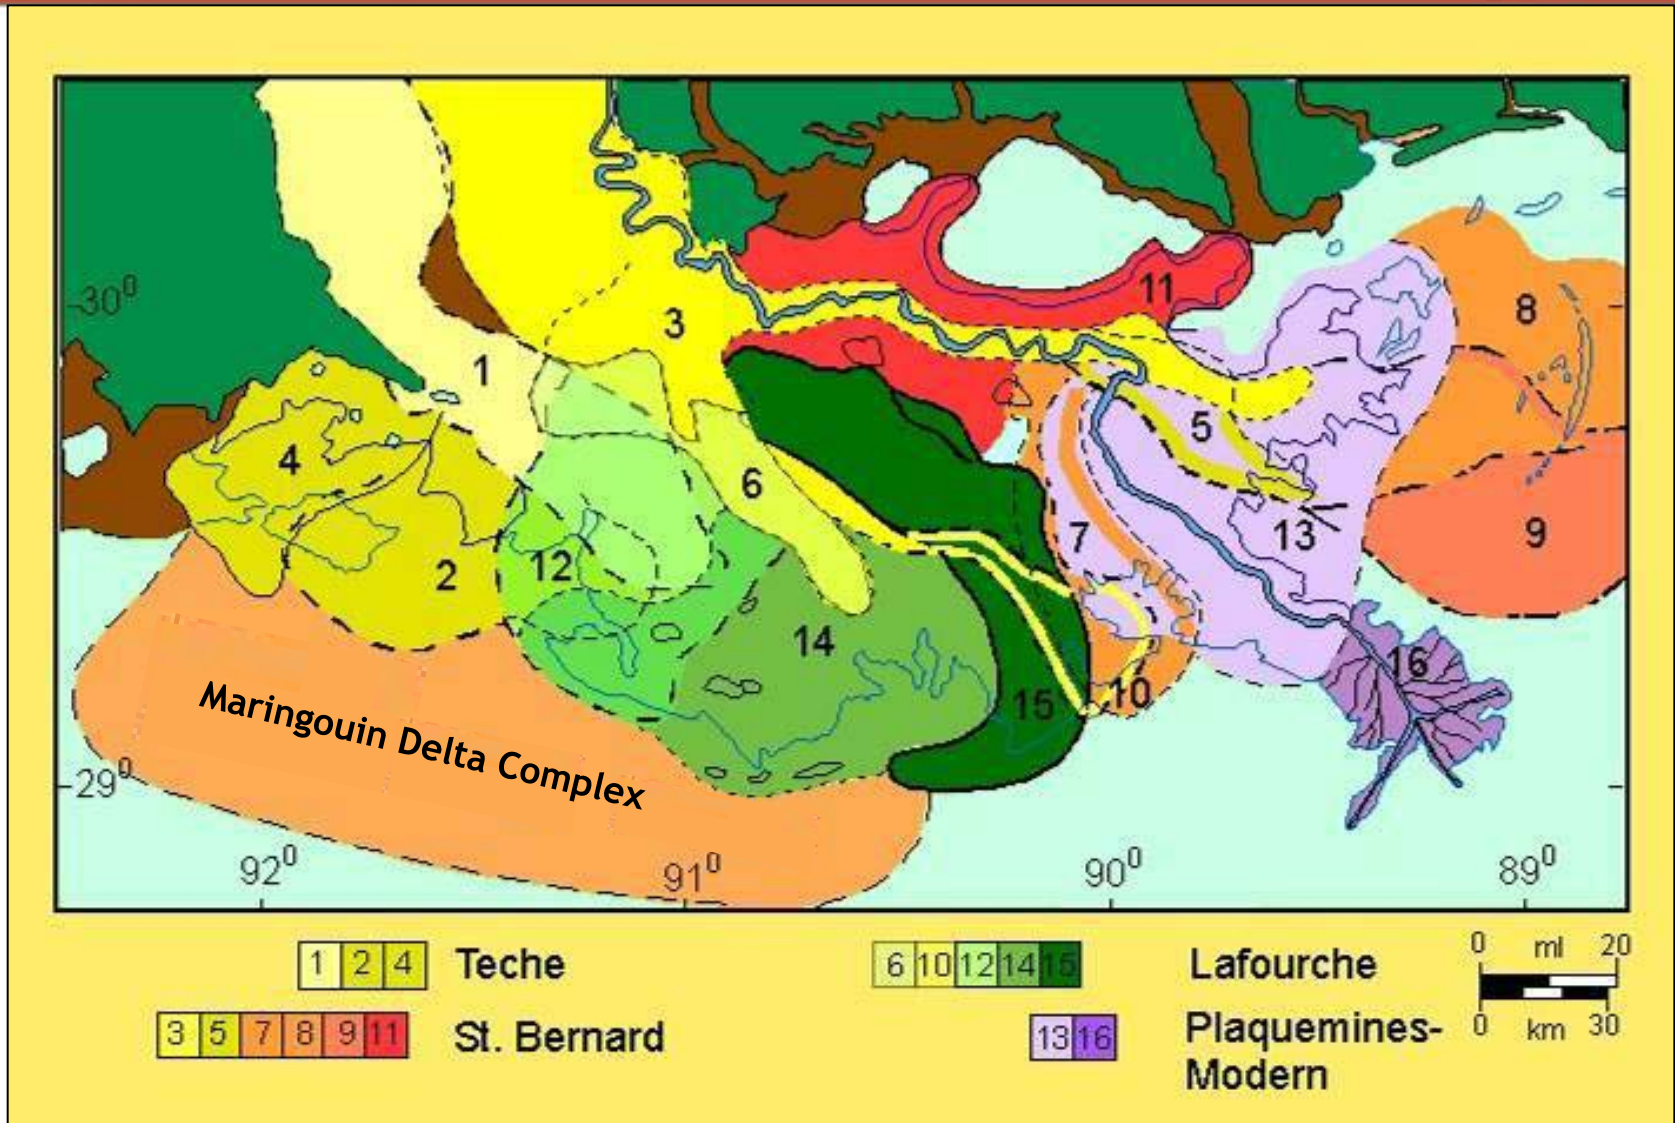 11
30⁰
3
8
1
5
4
6
9
13
7
12
2
14
16
10
15
Maringouin Delta Complex
29⁰
92⁰
91⁰
90⁰
89⁰
1 2 4 Teche
6 10 12 14 15 Lafourche
0 ml 20
3 5 7 8 9 11 St. Bernard
13 16 Plaquemines-
Modern
0 km 30